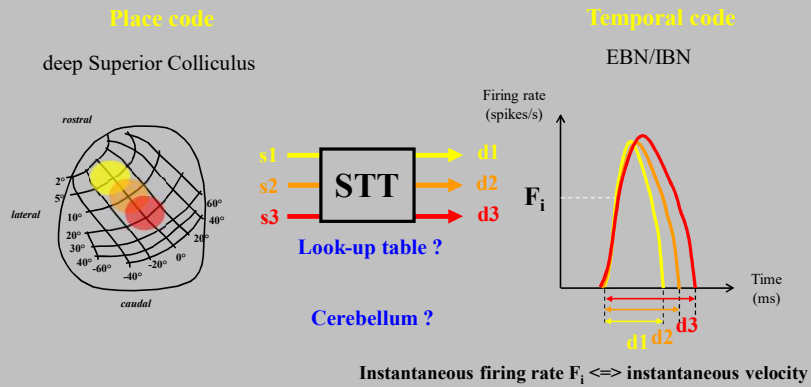 Place code
Temporal code
deep Superior Colliculus
EBN/IBN
Firing rate
(spikes/s)
rostral
lateral
caudal
2°
5°
10°
20°
30°
40°
-60°
-40°
-20°
0°
20°
40°
60°
s1
s2
s3
STT
d1
d2
d3
Look-up table ?
Cerebellum ?
Fi
Time
(ms)
d1
d2
d3
Instantaneous firing rate Fi <=> instantaneous velocity